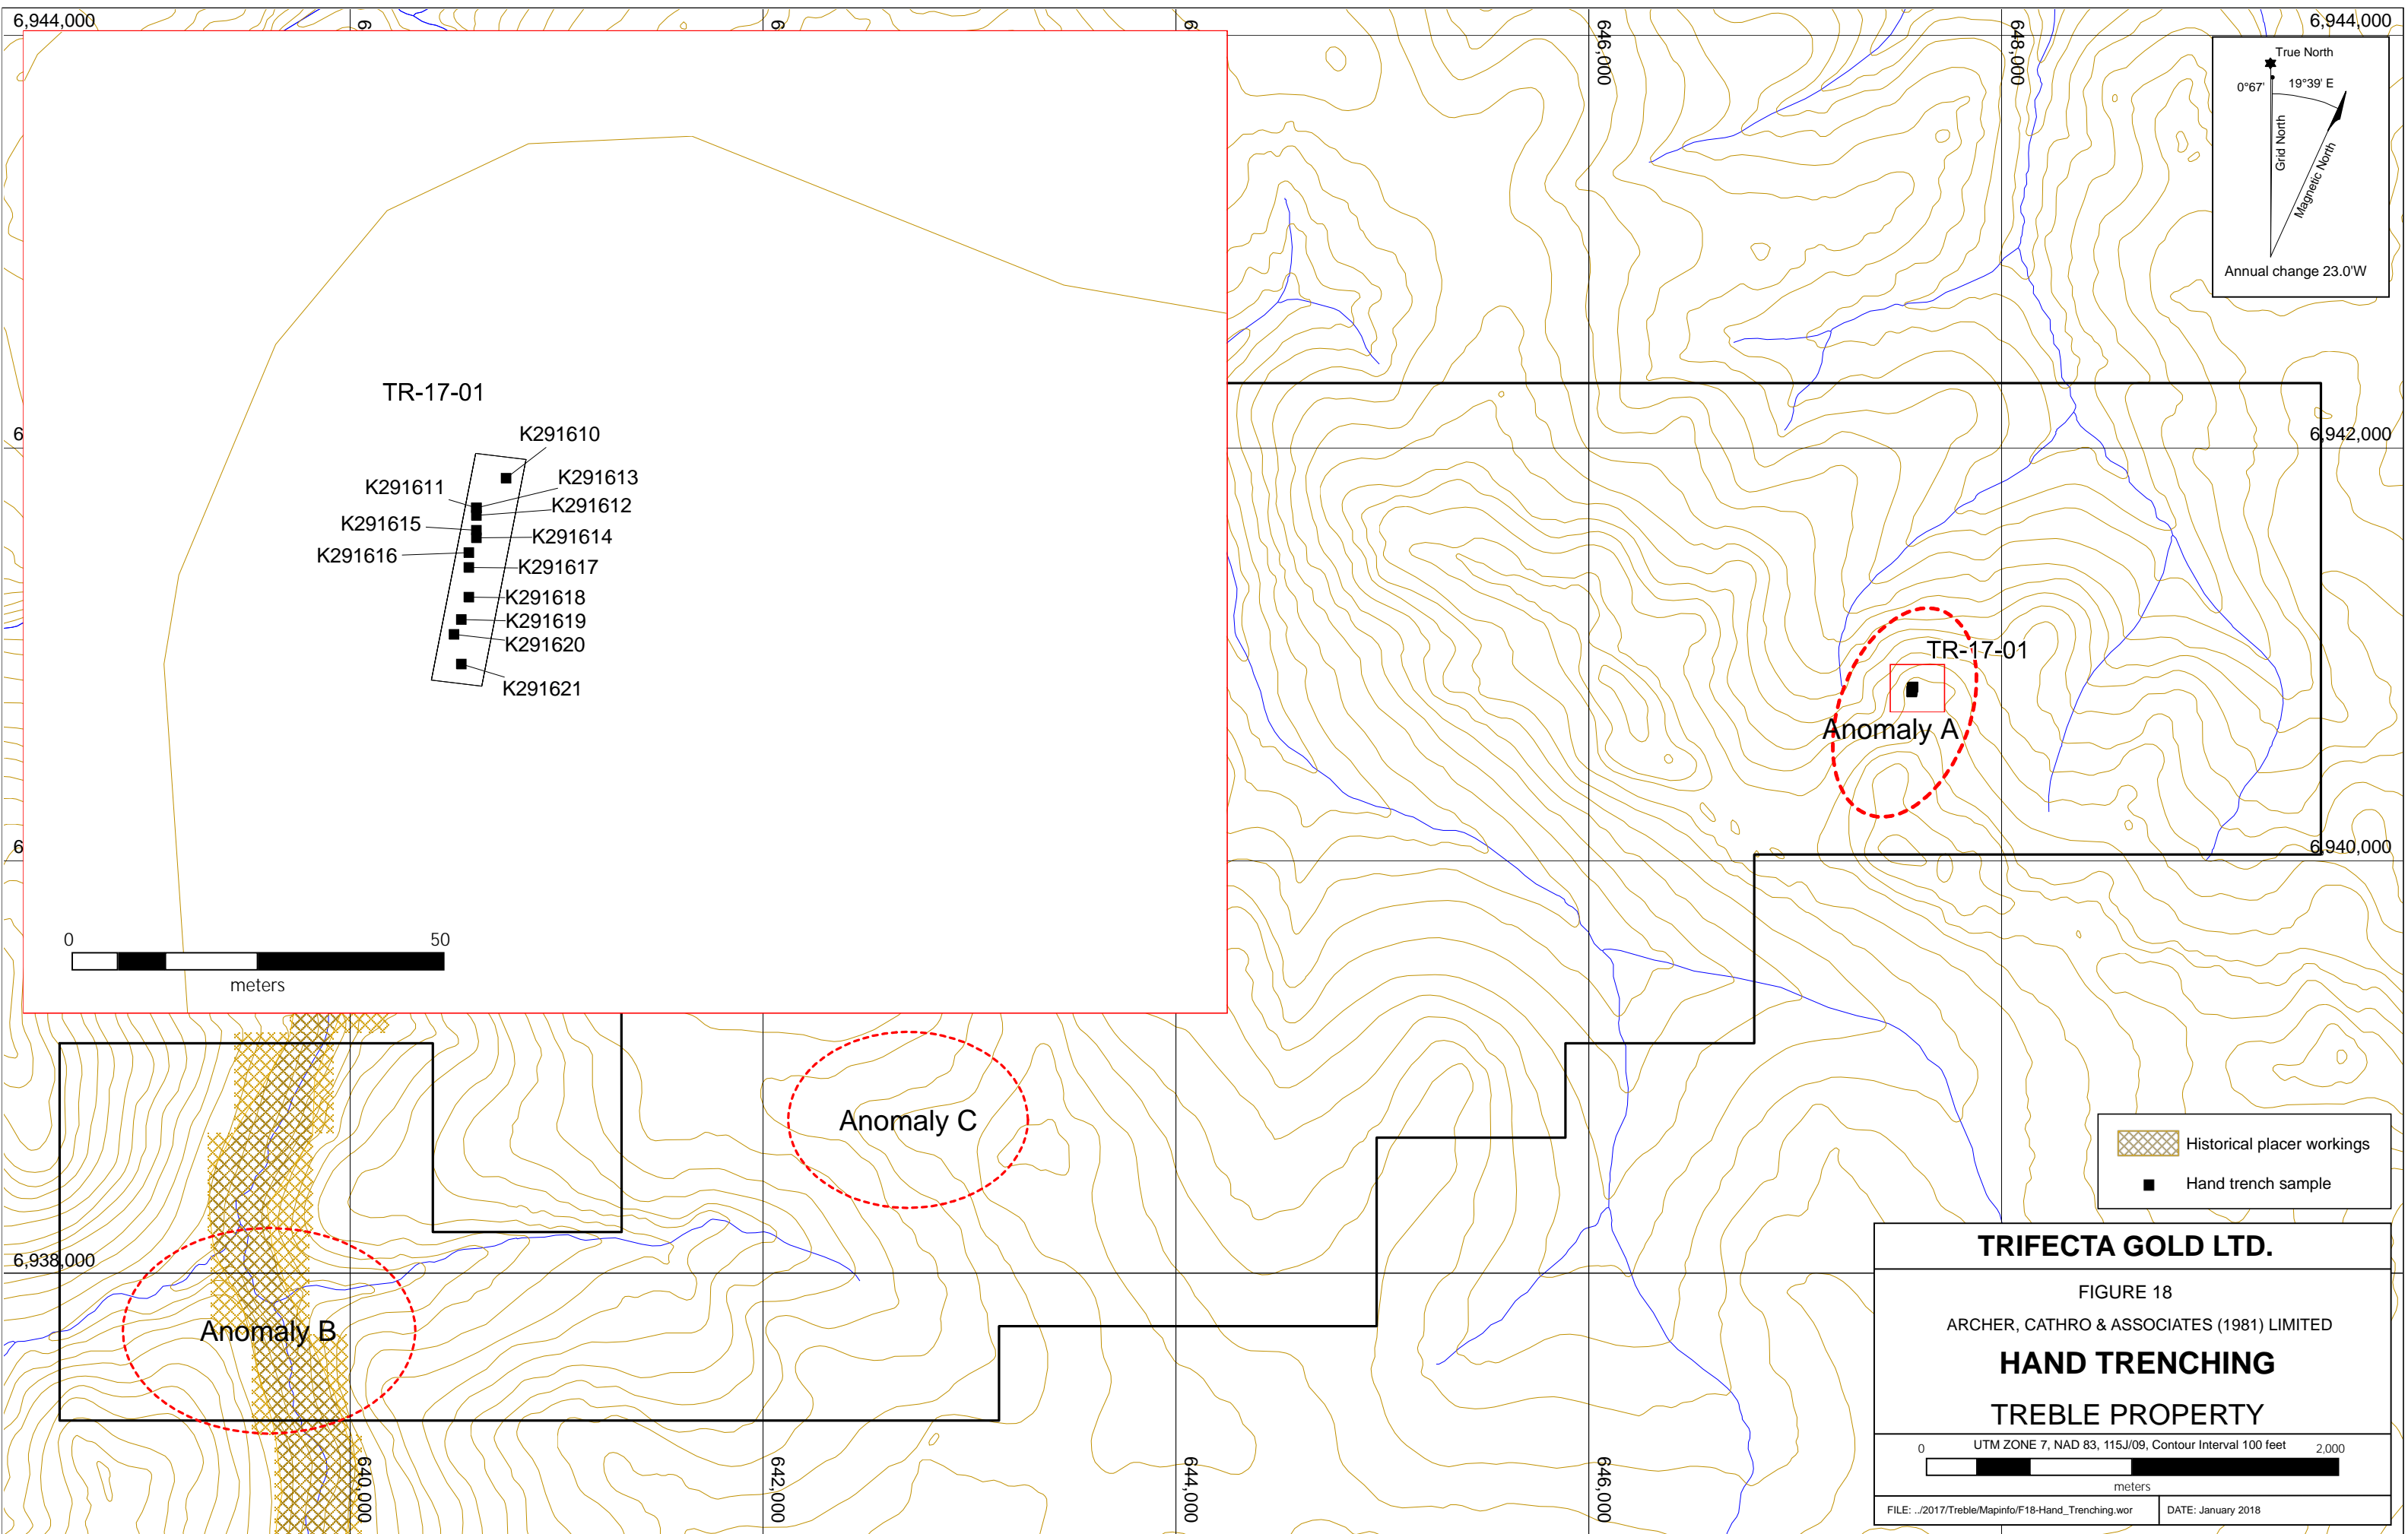 6,944,000
6
6
6
646,000
648,000
6,944,000
True North
0°67'
19°39' E
Grid North
Magnetic North
Annual change 23.0'W
TR-17-01
K291610
K291613
K291611
K291612
K291615
K291614
K291616
K291617
K291618
K291619
K291620
K291621
6
6,942,000
TR-17-01
Anomaly A
6
6,940,000
0
50
meters
Anomaly C
Historical placer workings
Hand trench sample
6,938,000
Anomaly B
640,000
642,000
644,000
646,000
TRIFECTA GOLD LTD.
FIGURE 18
ARCHER, CATHRO & ASSOCIATES (1981) LIMITED
HAND TRENCHING
TREBLE PROPERTY
UTM ZONE 7, NAD 83, 115J/09, Contour Interval 100 feet
0
2,000
meters
FILE: ../2017/Treble/Mapinfo/F18-Hand_Trenching.wor
DATE: January 2018